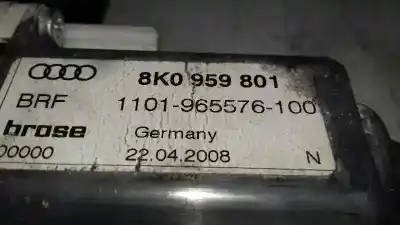 8K0 959 801
BRF 1101-965576-100
brose Germany
00000 22.04.2008 N